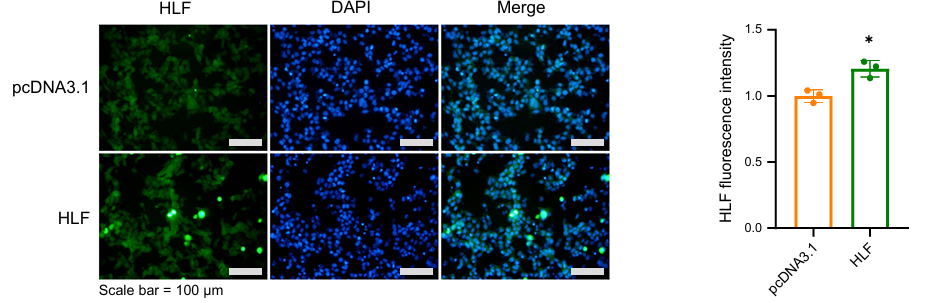 HLF DAPI Merge
pcDNA3.1
HLF
Scale bar = 100 µm
HLF fluorescence intensity
1.5
*
1.0
0.5
0.0
pcDNA3.1
HLF